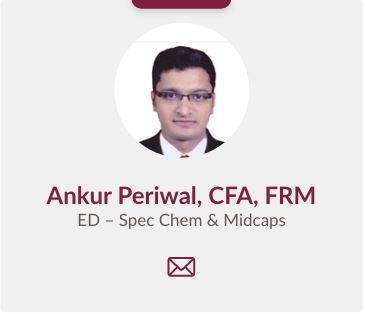 Ankur Periwal, CFA, FRM
ED – Spec Chem & Midcaps